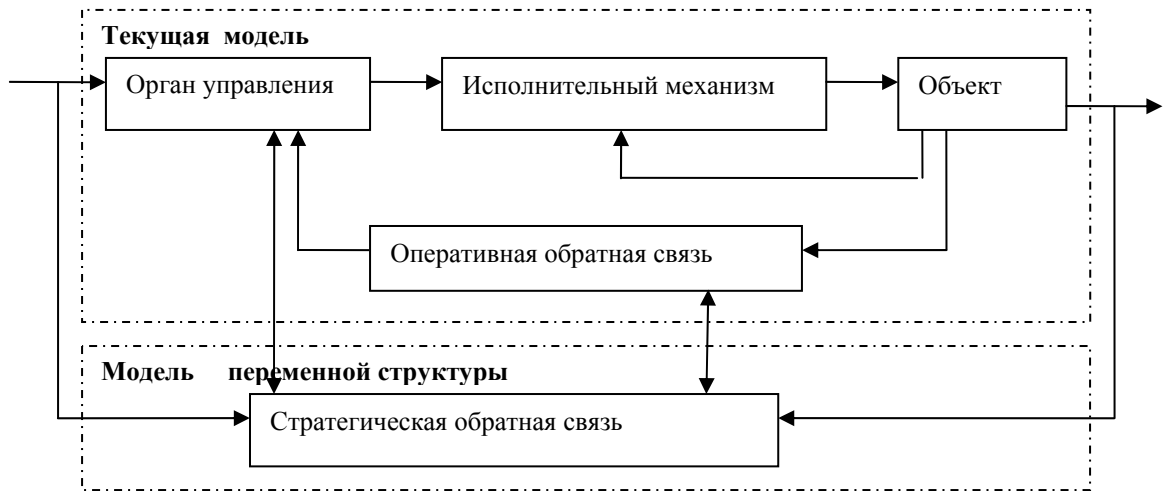 Текущая модель
Орган управления
Исполнительный механизм
Объект
Оперативная обратная связь
Модель переменной структуры
Стратегическая обратная связь